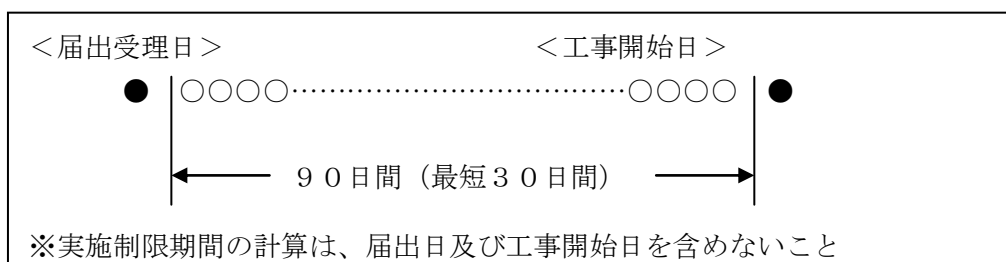 ＜届出受理日＞　　　　　　　　　　　＜工事開始日＞
●　○○○○…………………………………○○○○　●
９０日間（最短３０日間）
※実施制限期間の計算は、届出日及び工事開始日を含めないこと